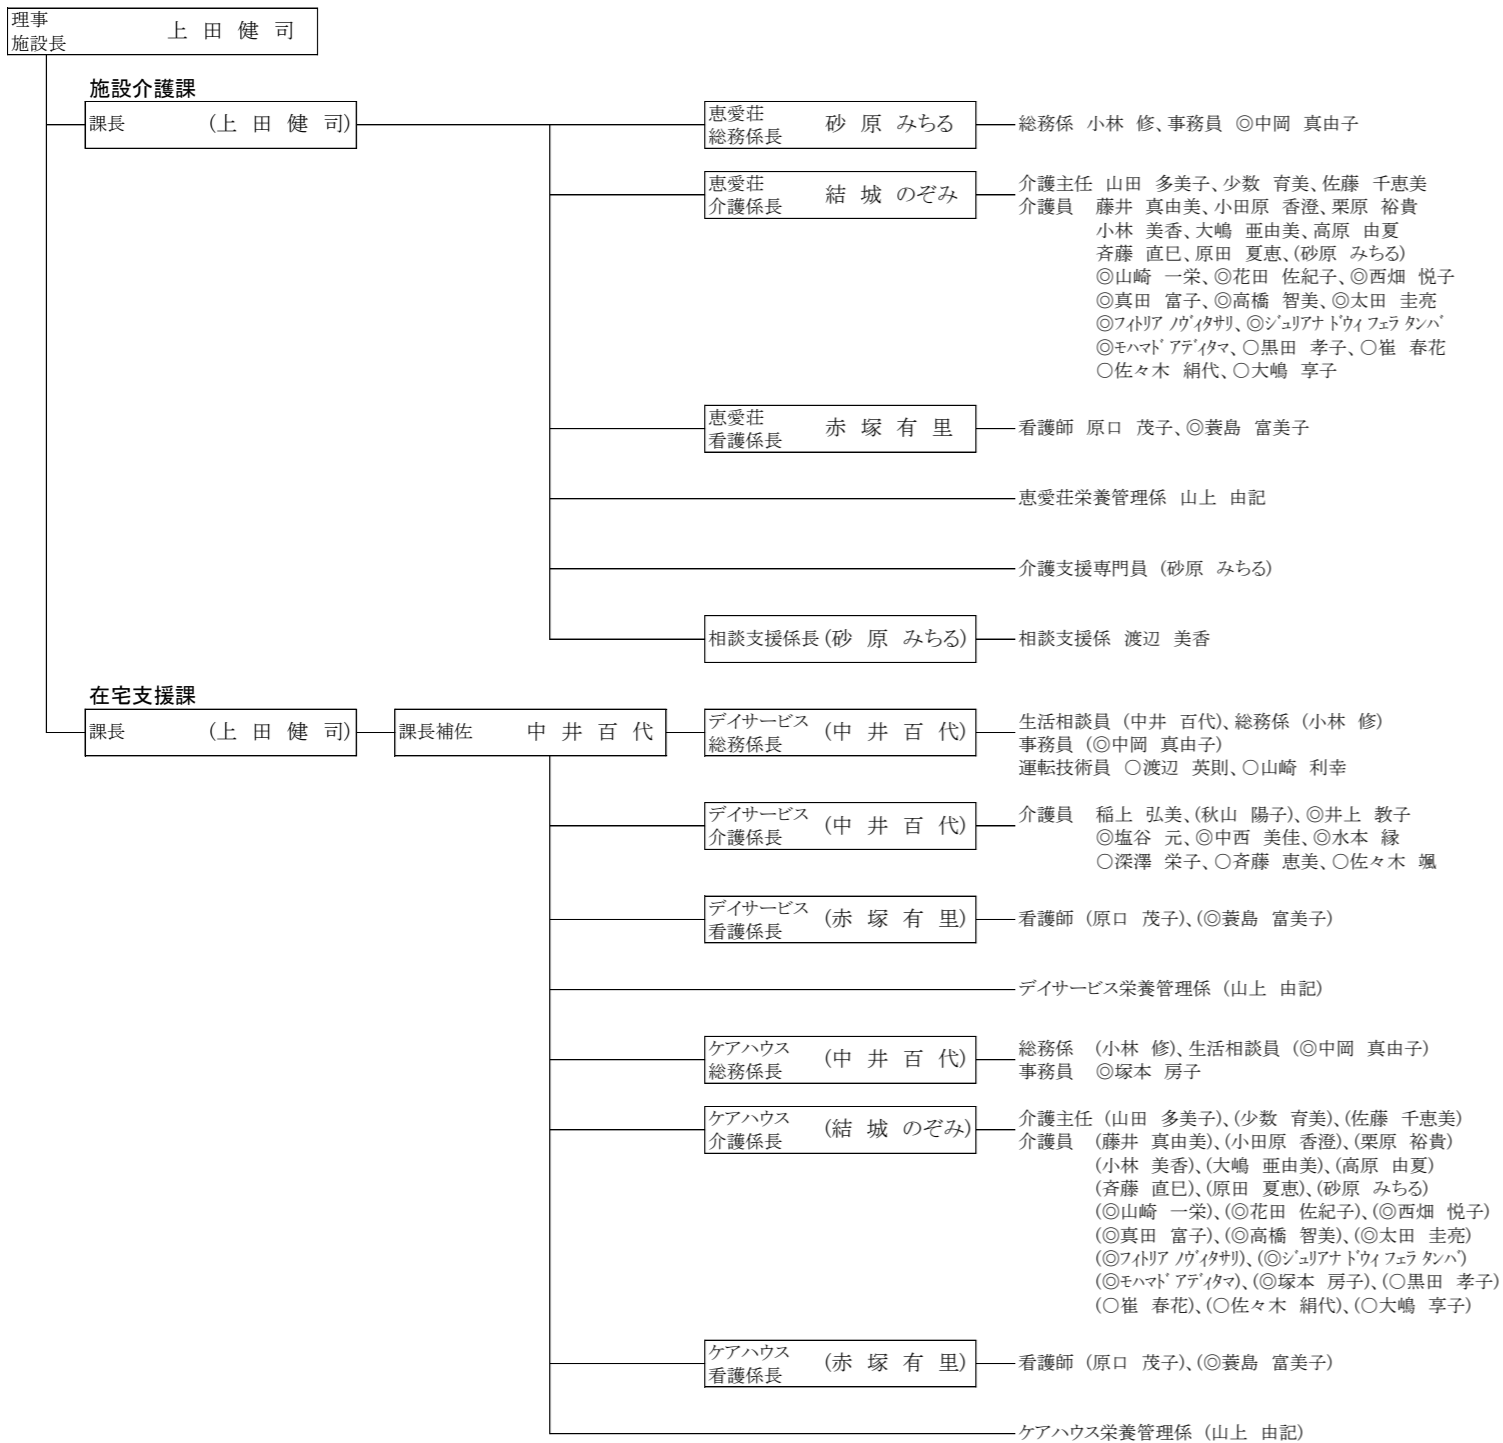 理事
施設長 上 田 健 司
施設介護課
課長 (上 田 健 司)
恵愛荘
総務係長 砂 原 みちる
総務係 小林 修、事務員 ◎中岡 真由子
恵愛荘
介護係長 結 城 のぞみ
介護主任 山田 多美子、少数 育美、佐藤 千恵美
介護員 藤井 真由美、小田原 香澄、栗原 裕貴
小林 美香、大嶋 亜由美、高原 由夏
斉藤 直巳、原田 夏恵、(砂原 みちる)
◎山崎 一栄、◎花田 佐紀子、◎西畑 悦子
◎真田 富子、◎高橋 智美、◎太田 圭亮
◎フィトリア ノヴィタサリ、◎ジュリアナ ドウィ フェラ タンバ
◎モハマド アディタマ、〇黒田 孝子、〇崔 春花
〇佐々木 絹代、〇大嶋 享子
恵愛荘
看護係長 赤 塚 有 里
看護師 原口 茂子、◎蓑島 富美子
恵愛荘栄養管理係 山上 由記
介護支援専門員 (砂原 みちる)
相談支援係長 (砂 原 みちる)
相談支援係 渡辺 美香
在宅支援課
課長 (上 田 健 司)
課長補佐 中 井 百 代
デイサービス
総務係長 (中 井 百 代)
生活相談員 (中井 百代)、総務係 (小林 修)
事務員 (◎中岡 真由子)
運転技術員 〇渡辺 英則、〇山崎 利幸
デイサービス
介護係長 (中 井 百 代)
介護員 稲上 弘美、(秋山 陽子)、◎井上 教子
◎塩谷 元、◎中西 美佳、◎水本 縁
〇深澤 栄子、〇斉藤 恵美、〇佐々木 颯
デイサービス
看護係長 (赤 塚 有 里)
看護師 (原口 茂子)、(◎蓑島 富美子)
デイサービス栄養管理係 (山上 由記)
ケアハウス
総務係長 (中 井 百 代)
総務係 (小林 修)、生活相談員 (◎中岡 真由子)
事務員 ◎塚本 房子
ケアハウス
介護係長 (結 城 のぞみ)
介護主任 (山田 多美子)、(少数 育美)、(佐藤 千恵美)
介護員 (藤井 真由美)、(小田原 香澄)、(栗原 裕貴)
(小林 美香)、(大嶋 亜由美)、(高原 由夏)
(斉藤 直巳)、(原田 夏恵)、(砂原 みちる)
(◎山崎 一栄)、(◎花田 佐紀子)、(◎西畑 悦子)
(◎真田 富子)、(◎高橋 智美)、(◎太田 圭亮)
(◎フィトリア ノヴィタサリ)、(◎ジュリアナ ドウィ フェラ タンバ)
(◎モハマド アディタマ)、(◎塚本 房子)、(〇黒田 孝子)
(〇崔 春花)、(〇佐々木 絹代)、(〇大嶋 享子)
ケアハウス
看護係長 (赤 塚 有 里)
看護師 (原口 茂子)、(◎蓑島 富美子)
ケアハウス栄養管理係 (山上 由記)